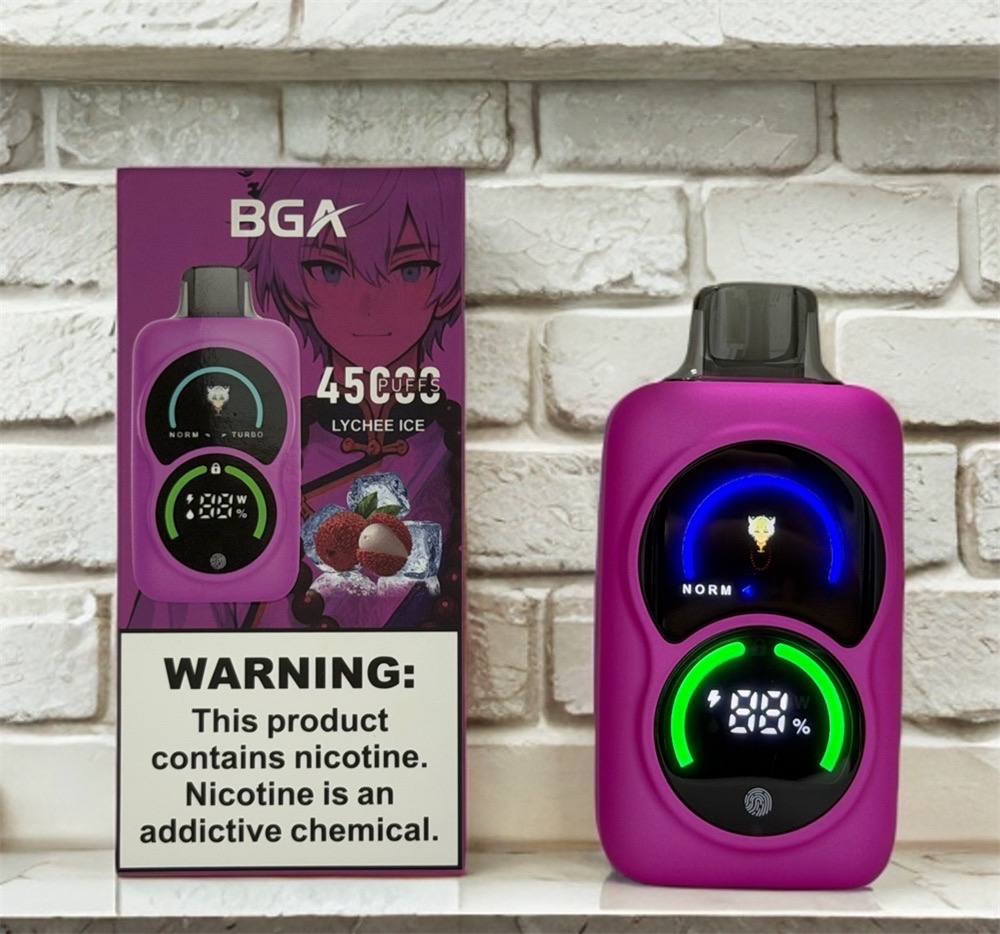 BGA
45000
PUFFS
LYCHEE ICE
NORM
TURBO
88
W
%
WARNING:
This product
contains nicotine.
Nicotine is an
addictive chemical.
NORM
88
W
%